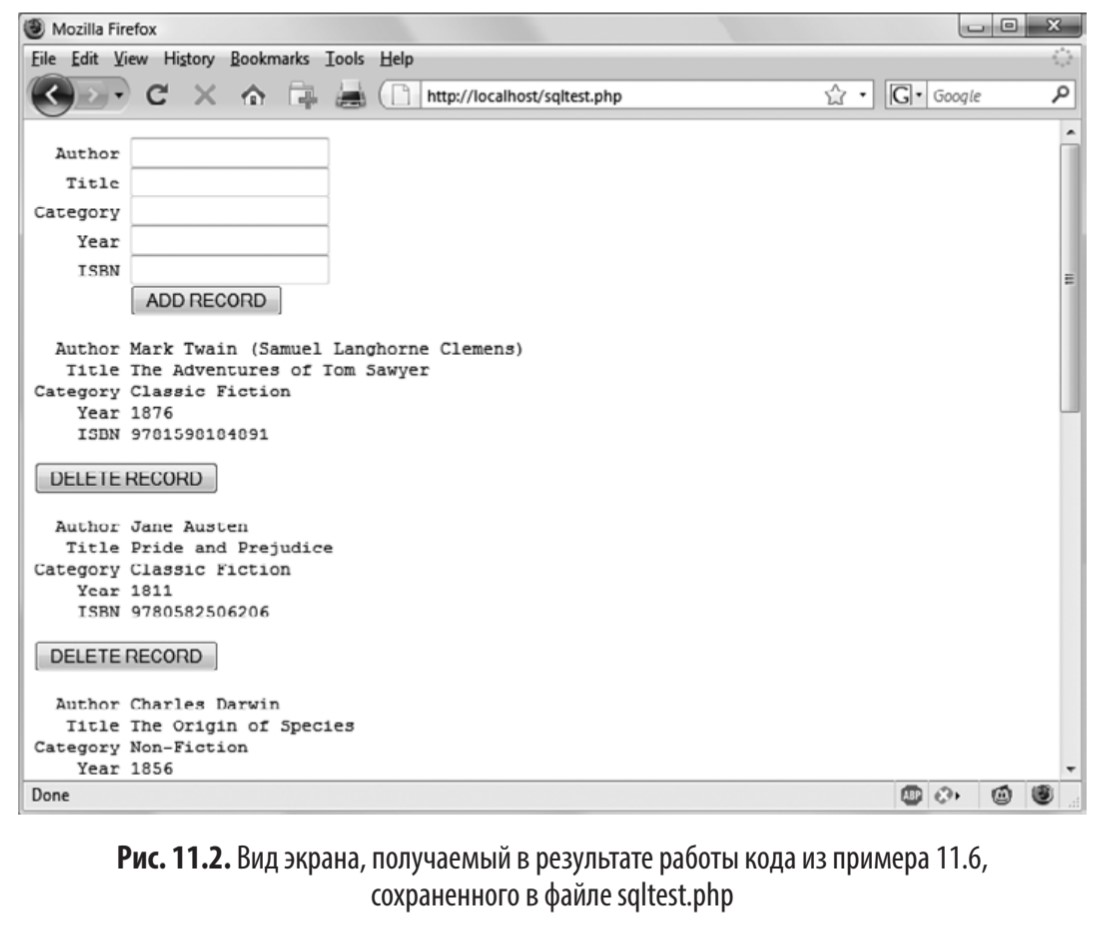 Mozilla Firefox
File Edit View History Bookmarks Tools Help
http://localhost/sqltest.php
G Google
Author
Title
Category
Year
ISBN
ADD RECORD
Author Mark Twain (Samuel Langhorne Clemens)
Title The Adventures of Tom Sawyer
Category Classic Fiction
Year 1876
ISBN 9781598184891
DELETE RECORD
Author Jane Austen
Title Pride and Prejudice
Category Classic Fiction
Year 1811
ISBN 9780582506206
DELETE RECORD
Author Charles Darwin
Title The Origin of Species
Category Non-Fiction
Year 1856
Done
ABP
Рис. 11.2. Вид экрана, получаемый в результате работы кода из примера 11.6,
сохраненного в файле sqltest.php